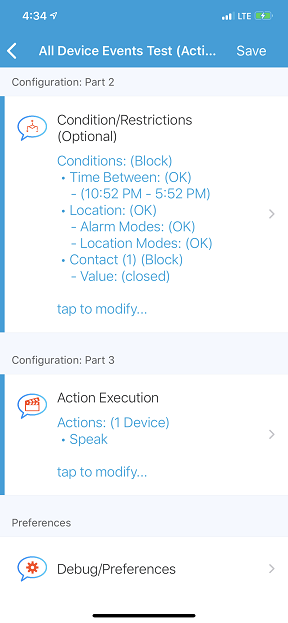 4:34
LTE
All Device Events Test (Acti...
Save
Configuration: Part 2
Condition/Restrictions
(Optional)
Conditions: (Block)
• Time Between: (OK)
- (10:52 PM - 5:52 PM)
• Location: (OK)
- Alarm Modes: (OK)
- Location Modes: (OK)
• Contact (1) (Block)
- Value: (closed)
tap to modify...
Configuration: Part 3
Action Execution
Actions: (1 Device)
• Speak
tap to modify...
Preferences
Debug/Preferences